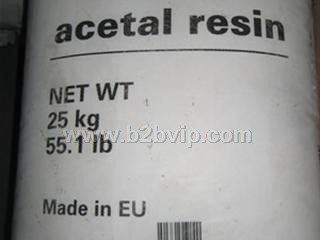 acetal resin
NET WT
25 kg
55.1 lb
www.b2bvip.com
Made in EU